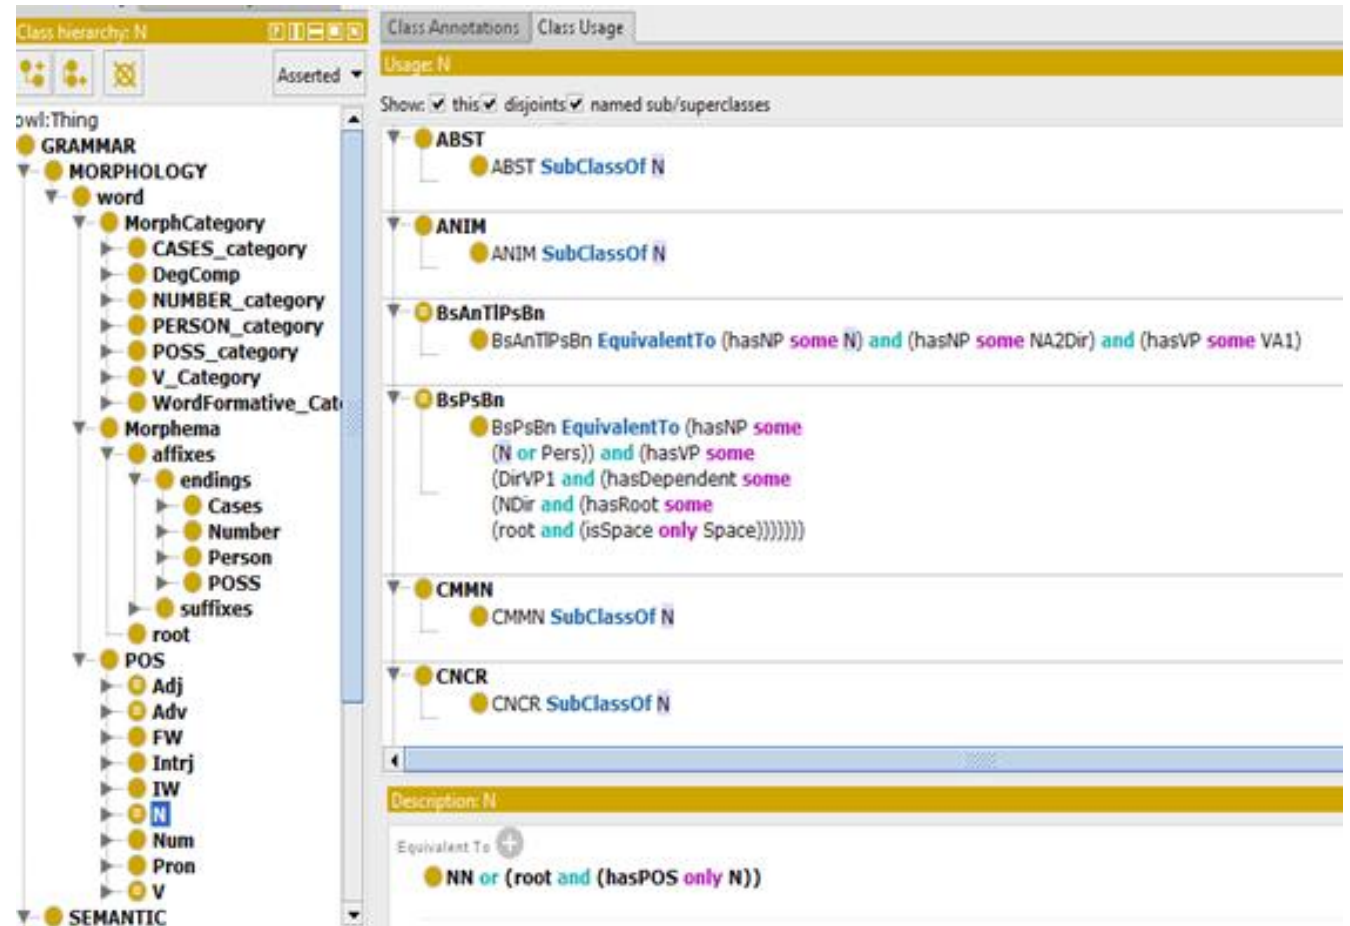 Class hierarchy: N
Asserted
owl:Thing
GRAMMAR
MORPHOLOGY
word
MorphCategory
CASES_category
DegComp
NUMBER_category
PERSON_category
POSS_category
V_Category
WordFormative_Cat
Morphema
affixes
endings
Cases
Number
Person
POSS
suffixes
root
POS
Adj
Adv
FW
Intrj
IW
N
Num
Pron
V
SEMANTIC
Class Annotations Class Usage
Usage: N
Show: this disjoints named sub/superclasses
ABST
ABST SubClassOf N
ANIM
ANIM SubClassOf N
BsAnTlPsBn
BsAnTlPsBn EquivalentTo (hasNP some N) and (hasNP some NA2Dir) and (hasVP some VA1)
BsPsBn
BsPsBn EquivalentTo (hasNP some
(N or Pers)) and (hasVP some
(DirVP1 and (hasDependent some
(NDir and (hasRoot some
(root and (isSpace only Space)))))))
CMMN
CMMN SubClassOf N
CNCR
CNCR SubClassOf N
Description: N
Equivalent To
NN or (root and (hasPOS only N))